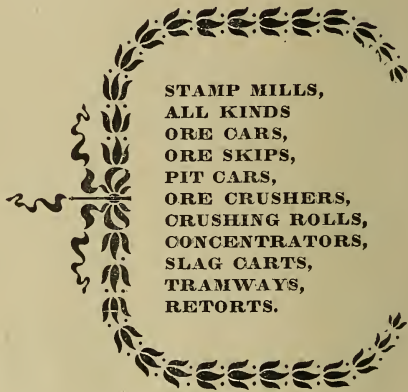 STAMP MILLS,
ALL KINDS
ORE CARS,
ORE SKIPS,
PIT CARS,
ORE CRUSHERS,
CRUSHING ROLLS,
CONCENTRATORS,
SLAG CARTS,
TRAMWAYS,
RETORTS.